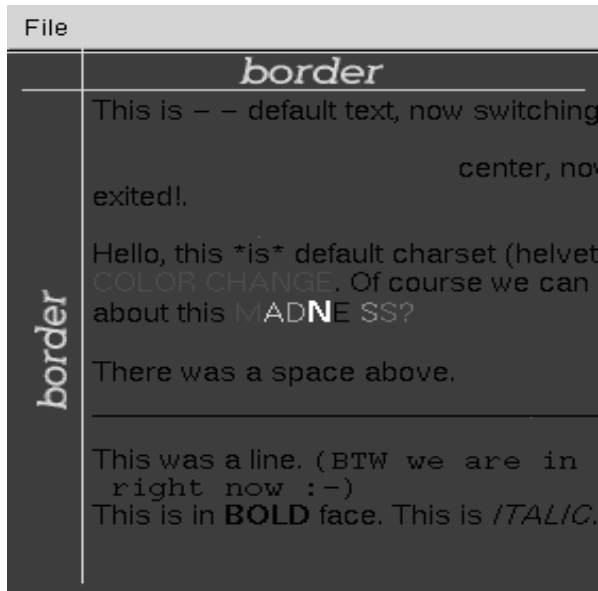 File
border
border
This is – – default text, now switching
center, now
exited!.
Hello, this *is* default charset (helvet
COLOR CHANGE. Of course we can
about this MADNE SS?
There was a space above.
This was a line. (BTW we are in
right now :-)
This is in BOLD face. This is ITALIC.